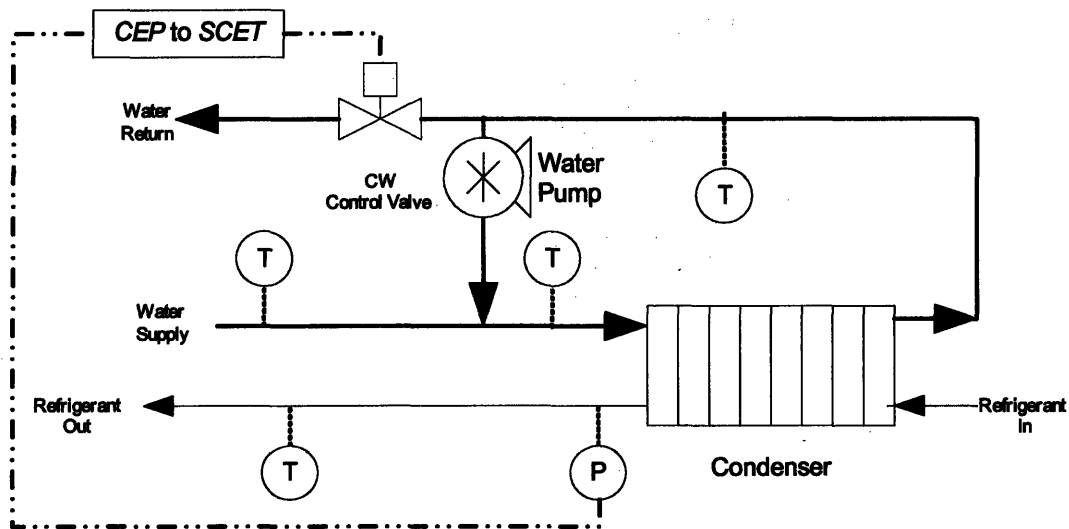 CEP to SCET
Water
Return
CW
Control Valve
Water
Pump
T
T
T
Water
Supply
Refrigerant
Out
Refrigerant
In
T
P
Condenser